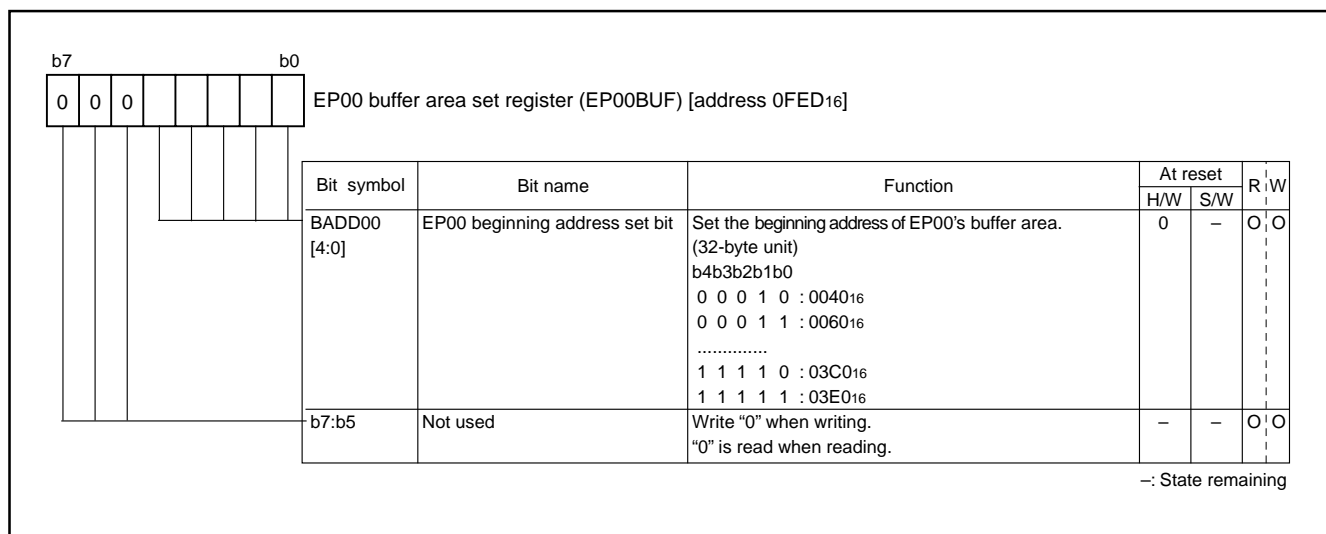 b7 b0
0 0 0
EP00 buffer area set register (EP00BUF) [address 0FED16]
Bit symbol Bit name Function At reset R W
H/W S/W
BADD00 EP00 beginning address set bit Set the beginning address of EP00’s buffer area. 0 – O O
[4:0] (32-byte unit)
b4b3b2b1b0
0 0 0 1 0 : 004016
0 0 0 1 1 : 006016
..............
1 1 1 1 0 : 03C016
1 1 1 1 1 : 03E016
b7:b5 Not used Write “0” when writing. – – O O
“0” is read when reading.
–: State remaining